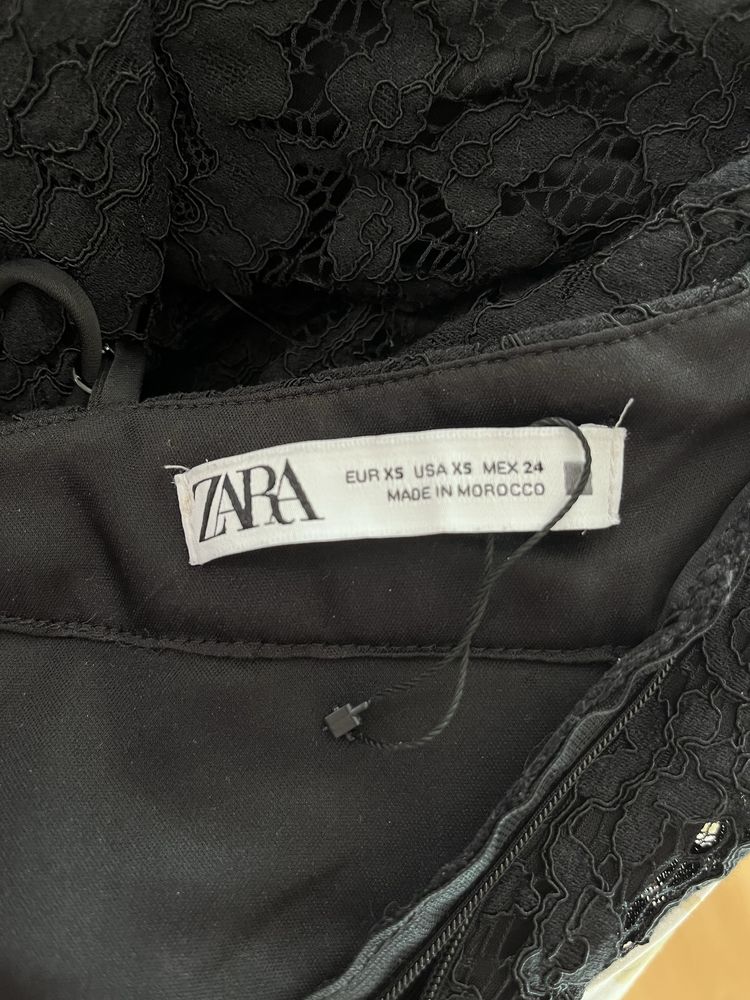 ZARA
EUR XS USA XS MEX 24
MADE IN MOROCCO